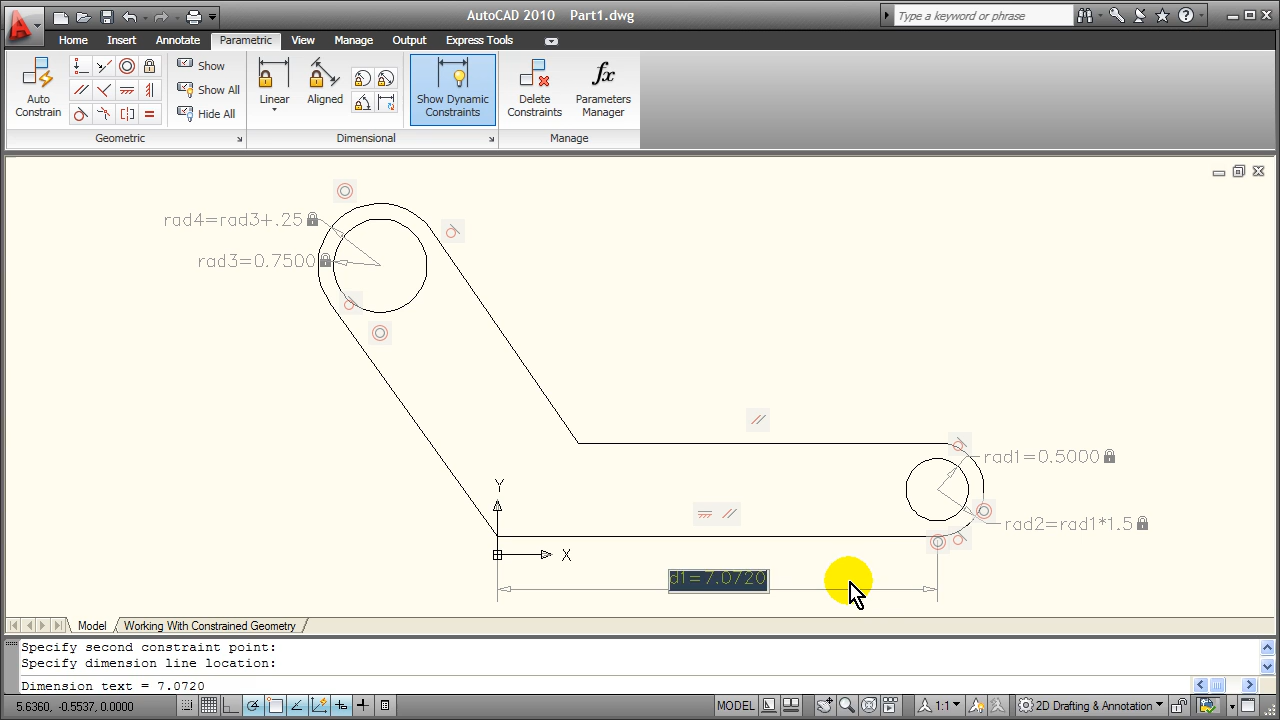 AutoCAD 2010 Part1.dwg
Type a keyword or phrase
Home Insert Annotate Parametric View Manage Output Express Tools
Auto
Constrain
Show
Show All
Hide All
Linear
Aligned
Show Dynamic
Constraints
Delete
Constraints
fx
Parameters
Manager
Geometric
Dimensional
Manage
rad4=rad3+.25
rad3=0.7500
rad1=0.5000
rad2=rad1*1.5
Y
X
d1=7.0720
Model Working With Constrained Geometry
Specify second constraint point:
Specify dimension line location:
Dimension text = 7.0720
5.6360, -0.5537, 0.0000
MODEL
1:1
2D Drafting & Annotation